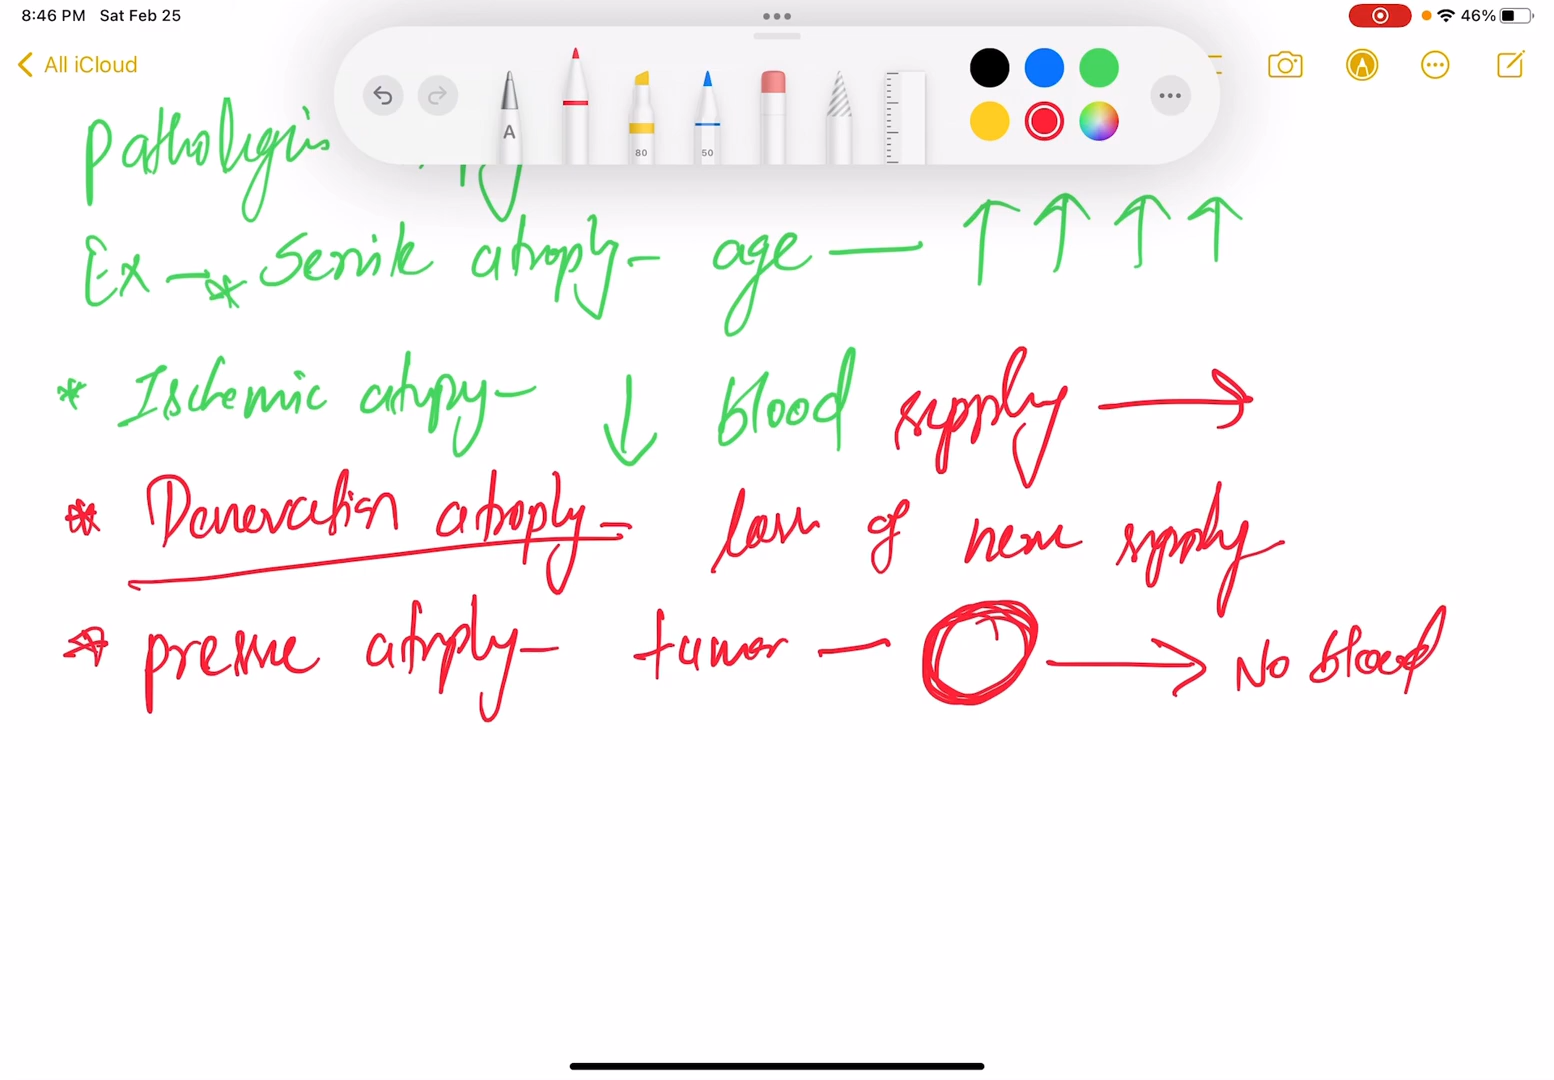 8:46 PM Sat Feb 25 46%
All iCloud
A 80 50
Pathologic
Ex → * Senile atrophy - age — ↑ ↑ ↑ ↑
* Ischemic atrophy - ↓ blood supply →
* Denervation atrophy - loss of nerve supply
* pressure atrophy - tumor — →  No blood